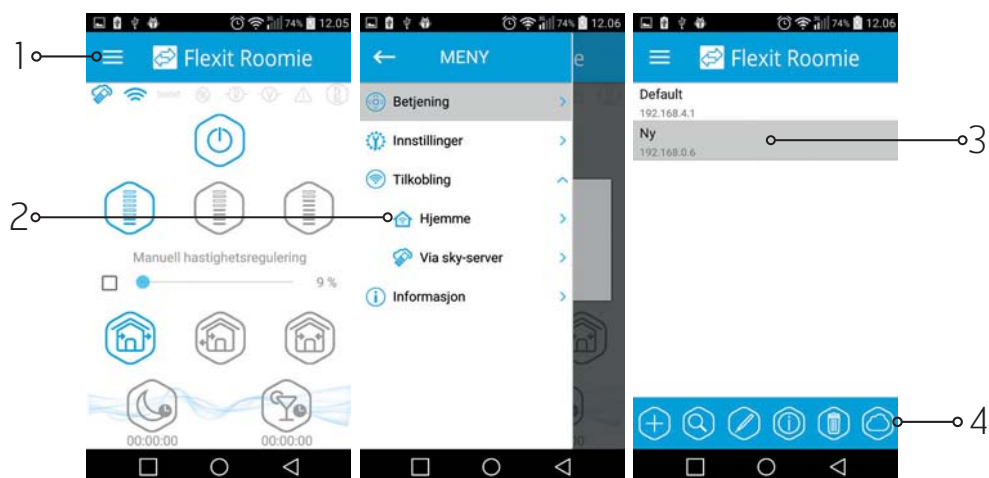 74% 12.05
1
Flexit Roomie
Manuell hastighetsregulering
9 %
00:00:00 00:00:00
74% 12.06
MENY
e
Betjening
Innstillinger
Tilkobling
2
Hjemme
Via sky-server
Informasjon
74% 12.06
Flexit Roomie
Default
192.168.4.1
Ny
192.168.0.6
3
4